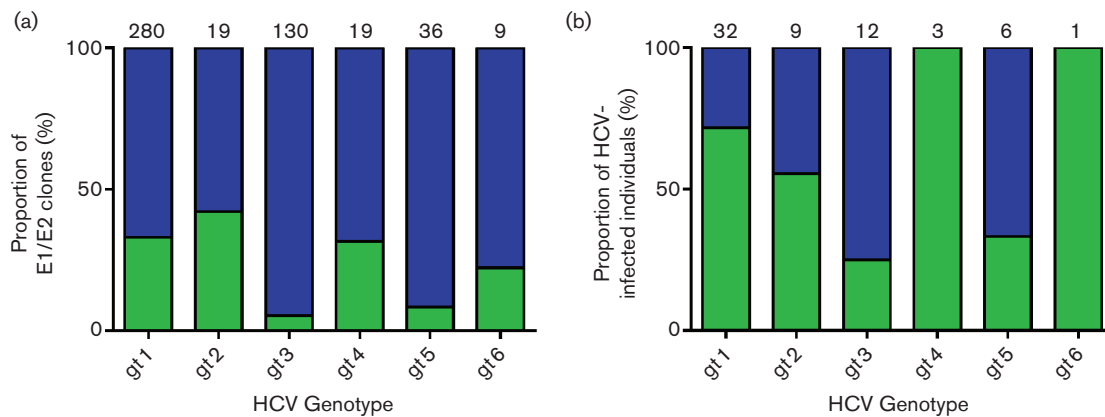 (a)
280 19 130 19 36 9
100
50
0
Proportion of
E1/E2 clones (%)
gt1 gt2 gt3 gt4 gt5 gt6
HCV Genotype
(b)
32 9 12 3 6 1
100
50
0
Proportion of HCV-
infected individuals (%)
gt1 gt2 gt3 gt4 gt5 gt6
HCV Genotype